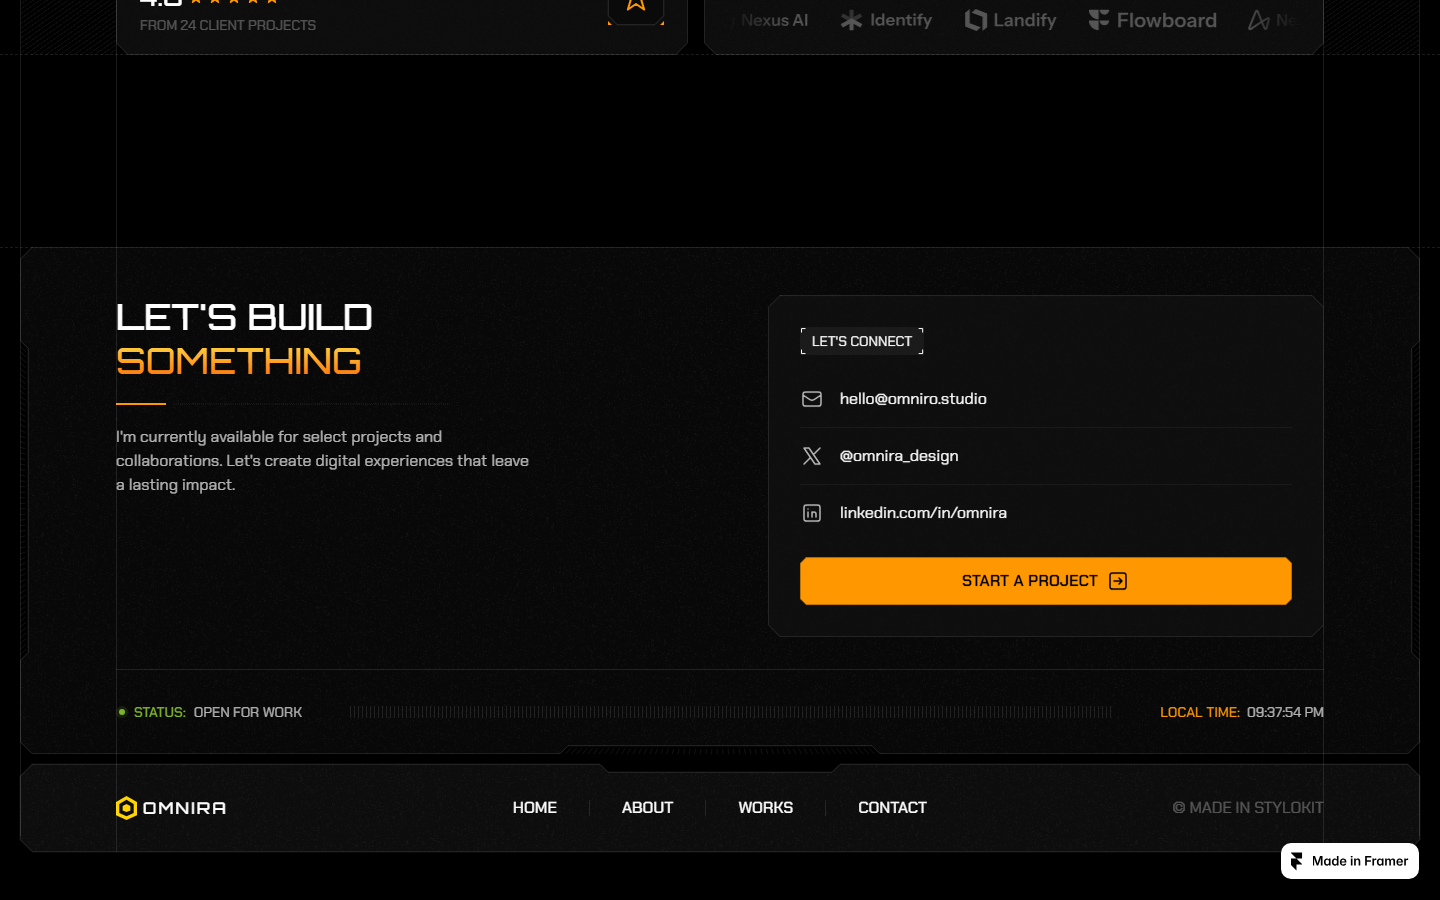 4.8
FROM 24 CLIENT PROJECTS
Nexus AI
Identify
Landify
Flowboard
LET'S BUILD
SOMETHING
I'm currently available for select projects and
collaborations. Let's create digital experiences that leave
a lasting impact.
LET'S CONNECT
hello@omniro.studio
@omnira_design
linkedin.com/in/omnira
START A PROJECT
STATUS: OPEN FOR WORK
LOCAL TIME: 09:37:54 PM
OMNIRA
HOME
ABOUT
WORKS
CONTACT
© MADE IN STYLOKIT
Made in Framer